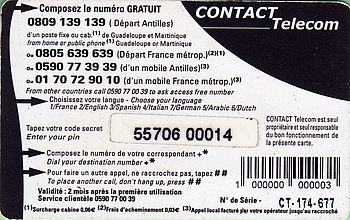 Composez le numéro GRATUIT
0809 139 139 (Départ Antilles)
d'un poste fixe ou cab.(1) de Guadeloupe et Martinique
from home or public phone (1) Guadeloupe or Martinique
Ou 0805 639 639 (Départ France métrop.)(2)(1)
Ou 0590 77 39 39 (d'un mobile Antilles)(3)
Ou 01 70 72 90 10 (d'un mobile France métrop.)(3)
From other countries call 0590 77 00 39 to ask access free number
Choisissez votre langue - Choose your language
1/France 2/English 3/Spanish 4/Italian 7/German 5/Arabic 6/Dutch
CONTACT
Telecom
Tapez votre code secret
Enter your pin
55706 00014
CONTACT Telecom est seul
propriétaire et seul responsable
du bon fonctionnement de
la présente carte.
Composez le numéro de votre correspondant + *
Dial your destination number + *
Pour faire un autre appel, ne raccrochez pas, tapez ##
To place another call, don't hang up, press ##
1 000000 000003
Validité : 2 mois après la première utilisation
Service clientèle 0590 77 00 39
N° de Série - CT-174-677
(1)Surcharge cabine 0,06€ (2)Frais d'acheminement 0,03€ (3)Appel local facturé par votre opérateur raccroché